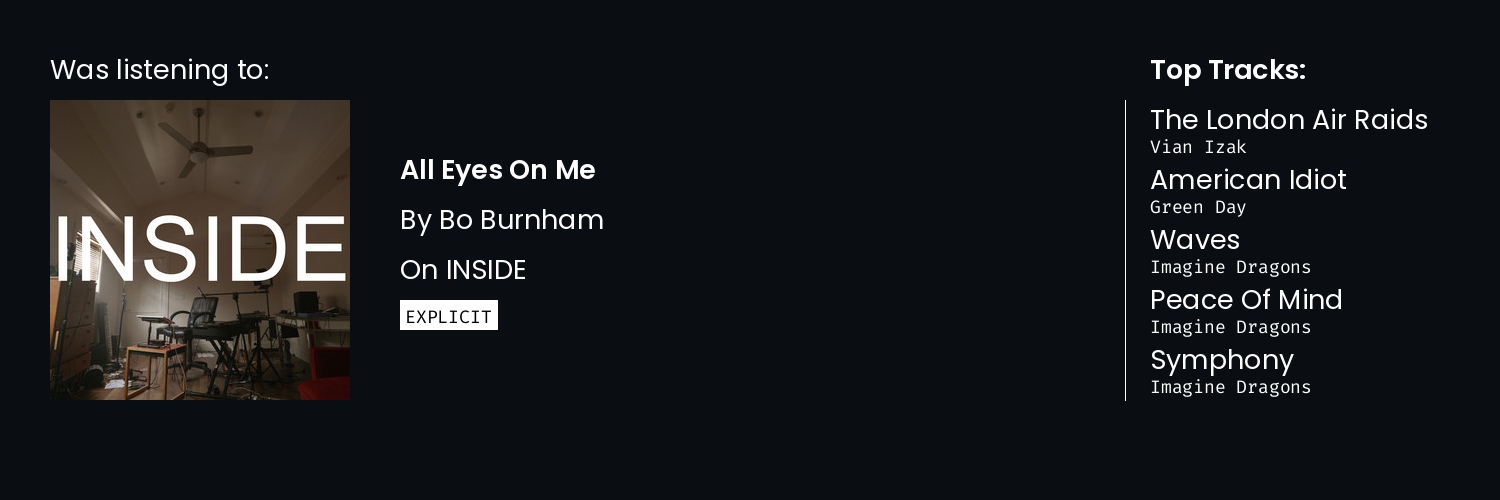 Was listening to:
INSIDE
All Eyes On Me
By Bo Burnham
On INSIDE
EXPLICIT
Top Tracks:
The London Air Raids
Vian Izak
American Idiot
Green Day
Waves
Imagine Dragons
Peace Of Mind
Imagine Dragons
Symphony
Imagine Dragons